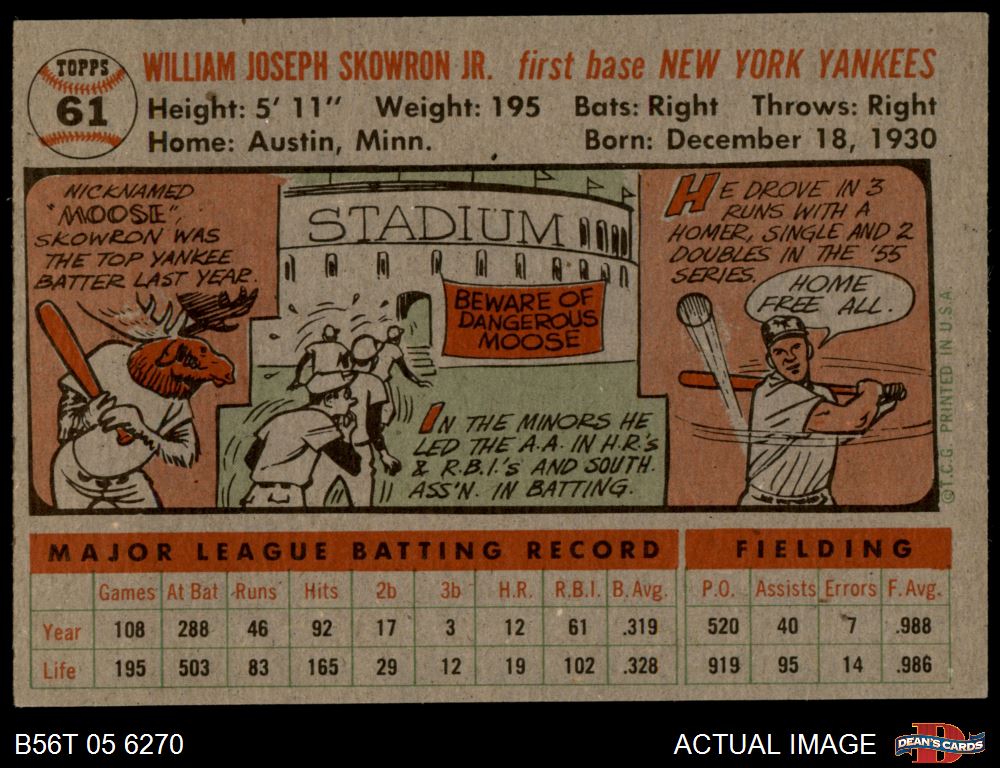 TOPPS
61
WILLIAM JOSEPH SKOWRON JR. first base NEW YORK YANKEES
Height: 5' 11" Weight: 195 Bats: Right Throws: Right
Home: Austin, Minn. Born: December 18, 1930
NICKNAMED
"MOOSE",
SKOWRON WAS
THE TOP YANKEE
BATTER LAST YEAR.
STADIUM
BEWARE OF
DANGEROUS
MOOSE
IN THE MINORS HE
LED THE A.A. IN H.R.'s
& R.B.I.'s AND SOUTH.
ASS'N. IN BATTING.
HE DROVE IN 3
RUNS WITH A
HOMER, SINGLE AND 2
DOUBLES IN THE '55
SERIES.
HOME
FREE ALL.
©T.C.G. PRINTED IN U.S.A.
MAJOR LEAGUE BATTING RECORD FIELDING
Games At Bat Runs Hits 2b 3b H.R. R.B.I. B. Avg. P.O. Assists Errors F. Avg.
Year 108 288 46 92 17 3 12 61 .319 520 40 7 .988
Life 195 503 83 165 29 12 19 102 .328 919 95 14 .986
B56T 05 6270 ACTUAL IMAGE
D
DEAN'S CARDS